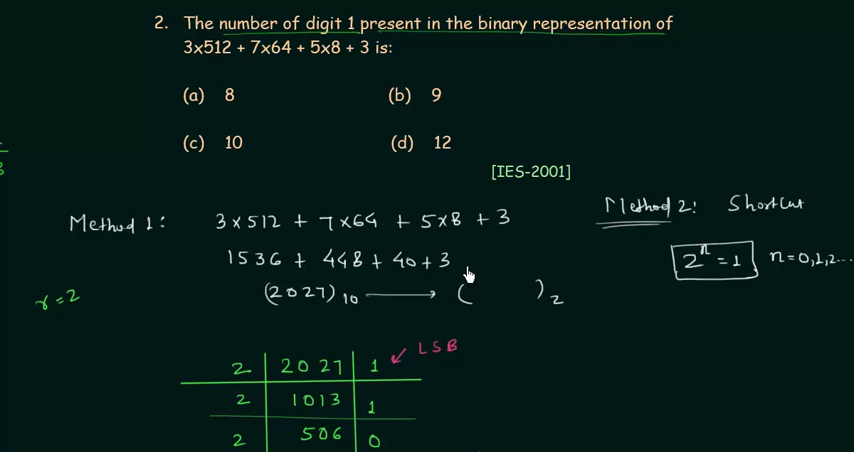 2. The number of digit 1 present in the binary representation of
3x512 + 7x64 + 5x8 + 3 is:
(a) 8
(b) 9
(c) 10
(d) 12
[IES-2001]
Method 1: 3×512 + 7×64 + 5×8 + 3
1536 + 448 + 40 + 3
(2027)10 → ( )2
r = 2
2 | 2027 | 1 LSB
2 | 1013 | 1
2 | 506 | 0
Method 2: Shortcut
2^n = 1 n = 0,1,2...